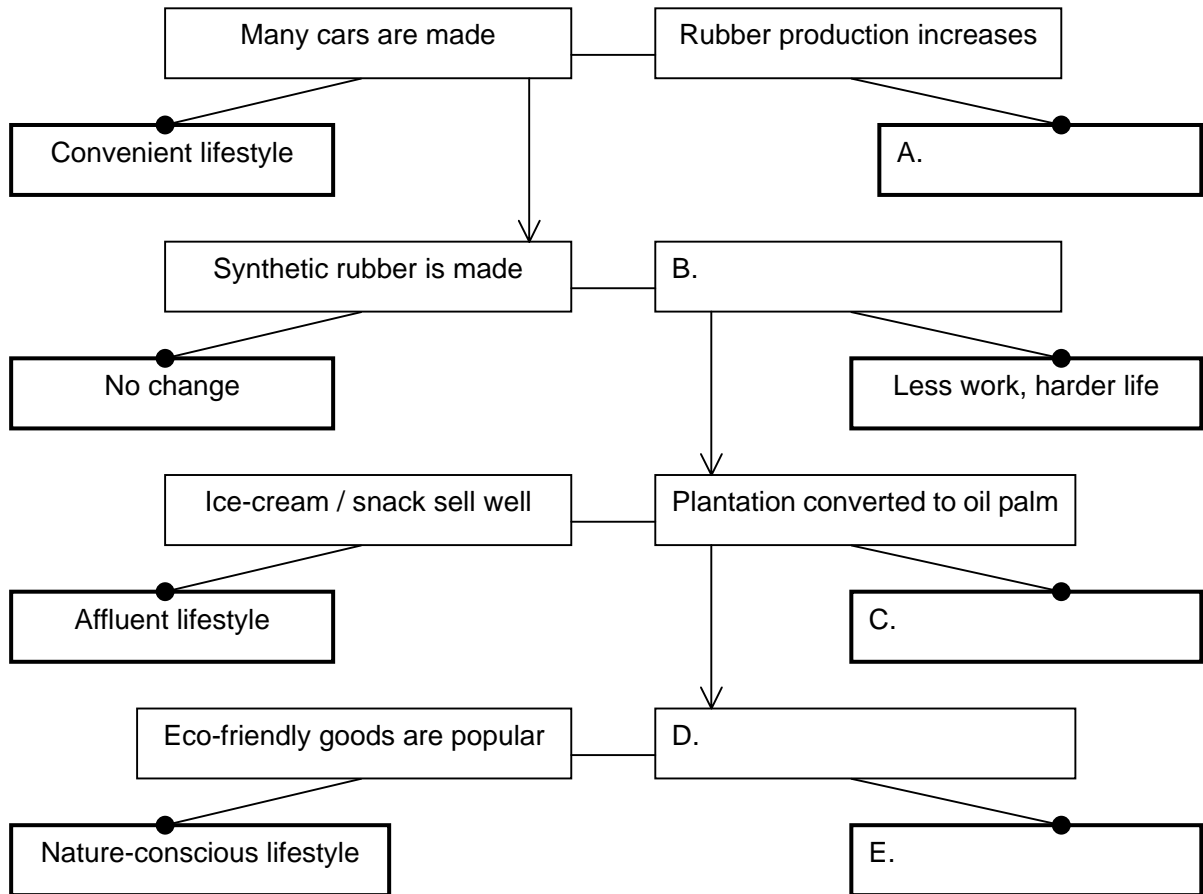 Many cars are made
Rubber production increases
Convenient lifestyle
A.
Synthetic rubber is made
B.
No change
Less work, harder life
Ice-cream / snack sell well
Plantation converted to oil palm
Affluent lifestyle
C.
Eco-friendly goods are popular
D.
Nature-conscious lifestyle
E.